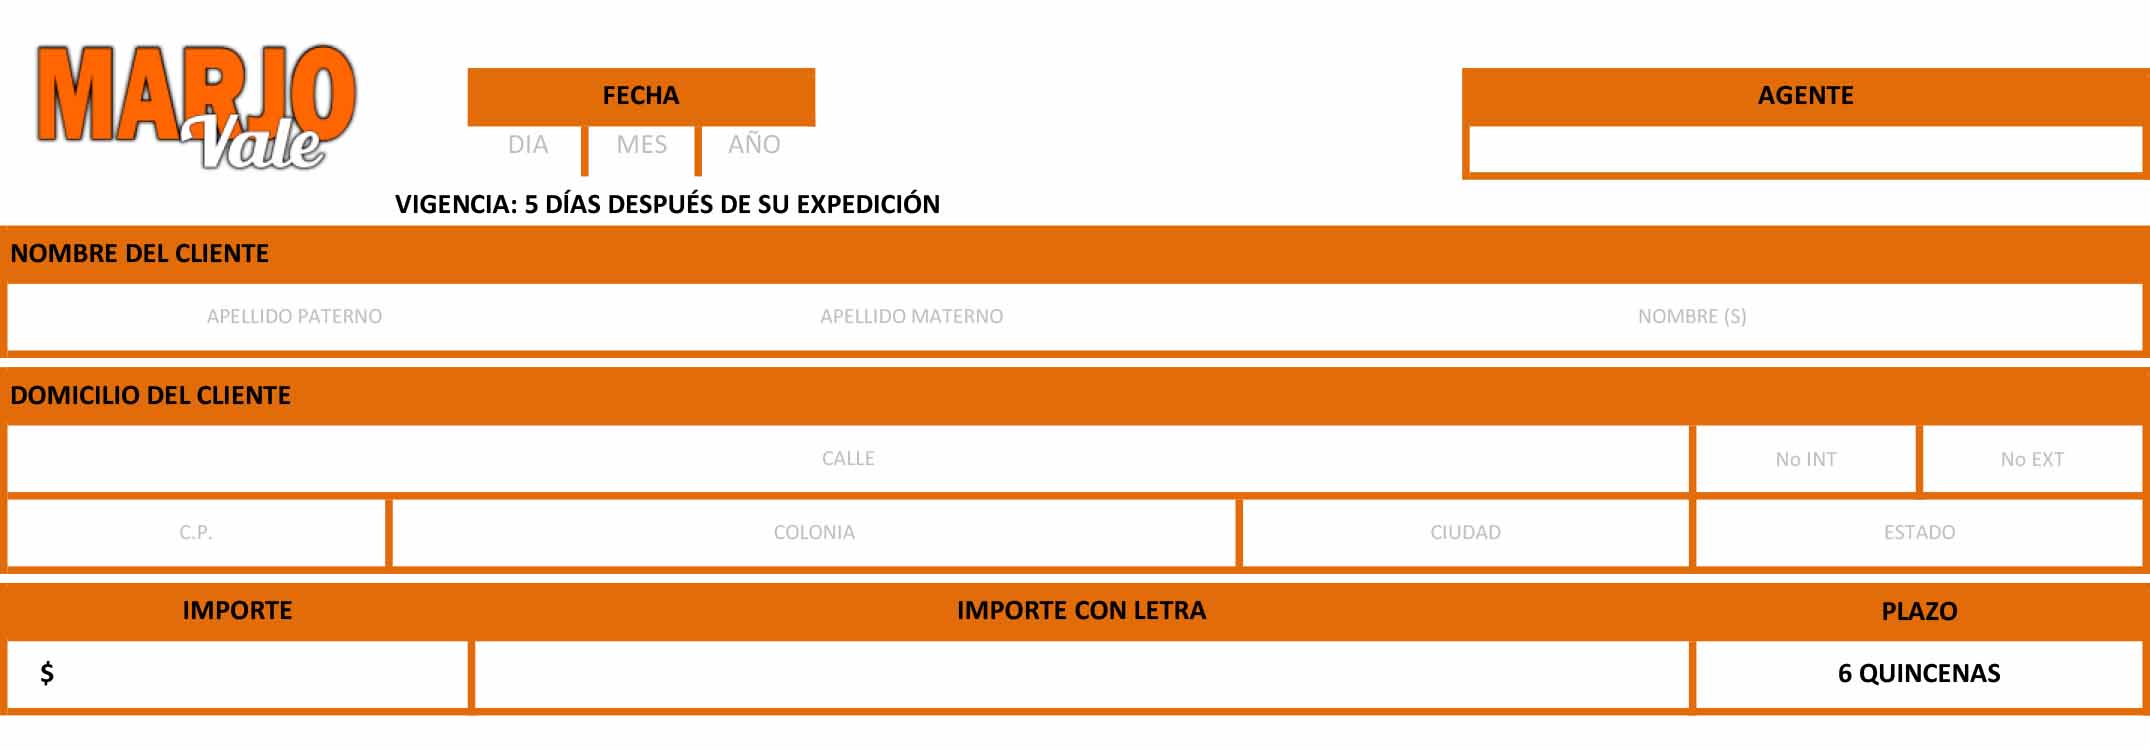 MARJO
Vale
FECHA
DIA MES AÑO
AGENTE
VIGENCIA: 5 DÍAS DESPUÉS DE SU EXPEDICIÓN
NOMBRE DEL CLIENTE
APELLIDO PATERNO APELLIDO MATERNO NOMBRE (S)
DOMICILIO DEL CLIENTE
CALLE No INT No EXT
C.P. COLONIA CIUDAD ESTADO
IMPORTE IMPORTE CON LETRA PLAZO
$ 6 QUINCENAS